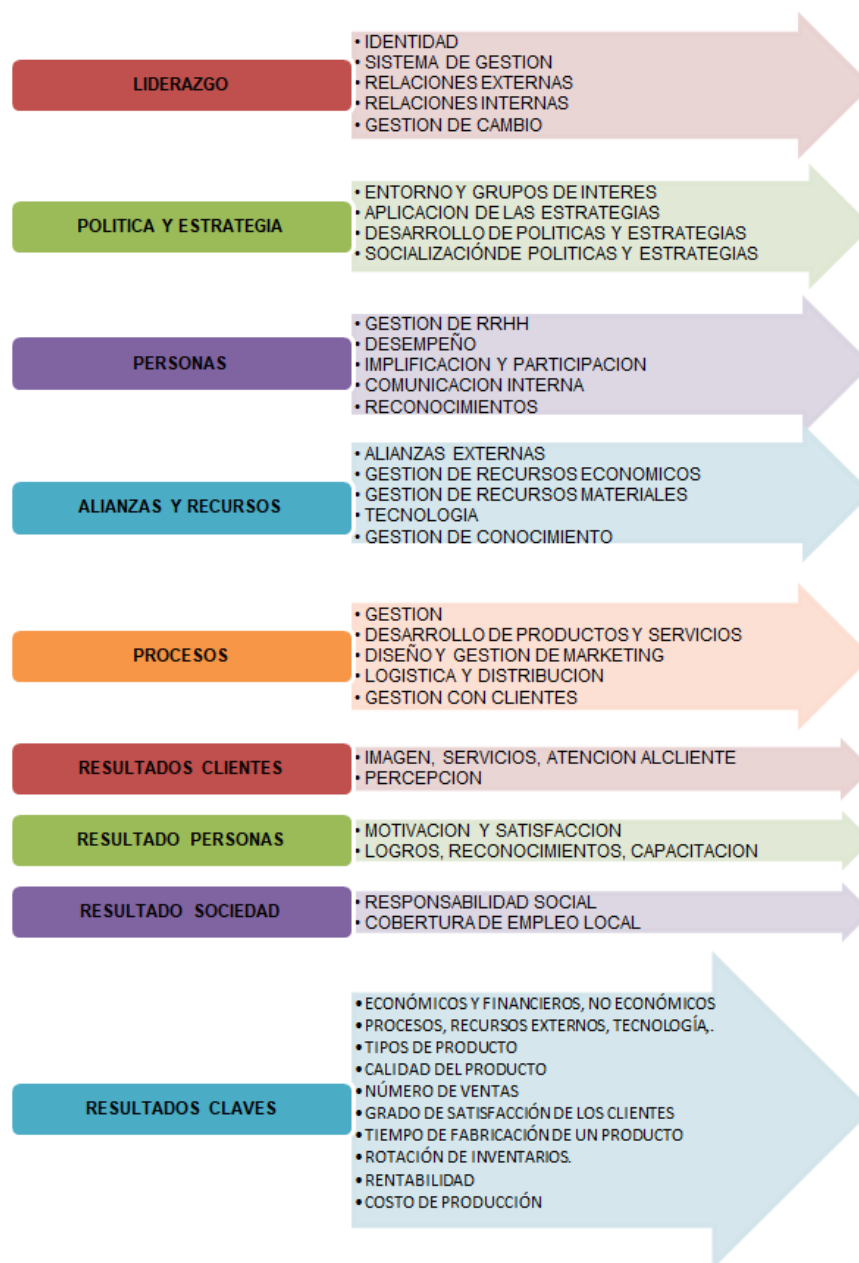 LIDERAZGO
• IDENTIDAD
• SISTEMA DE GESTION
• RELACIONES EXTERNAS
• RELACIONES INTERNAS
• GESTION DE CAMBIO
POLITICA Y ESTRATEGIA
• ENTORNO Y GRUPOS DE INTERES
• APLICACION DE LAS ESTRATEGIAS
• DESARROLLO DE POLITICAS Y ESTRATEGIAS
• SOCIALIZACIÓNDE POLITICAS Y ESTRATEGIAS
PERSONAS
• GESTION DE RRHH
• DESEMPEÑO
• IMPLIFICACION Y PARTICIPACION
• COMUNICACION INTERNA
• RECONOCIMIENTOS
ALIANZAS Y RECURSOS
• ALIANZAS EXTERNAS
• GESTION DE RECURSOS ECONOMICOS
• GESTION DE RECURSOS MATERIALES
• TECNOLOGIA
• GESTION DE CONOCIMIENTO
PROCESOS
• GESTION
• DESARROLLO DE PRODUCTOS Y SERVICIOS
• DISEÑO Y GESTION DE MARKETING
• LOGISTICA Y DISTRIBUCION
• GESTION CON CLIENTES
RESULTADOS CLIENTES
• IMAGEN, SERVICIOS, ATENCION ALCLIENTE
• PERCEPCION
RESULTADO PERSONAS
• MOTIVACION Y SATISFACCION
• LOGROS, RECONOCIMIENTOS, CAPACITACION
RESULTADO SOCIEDAD
• RESPONSABILIDAD SOCIAL
• COBERTURA DE EMPLEO LOCAL
RESULTADOS CLAVES
• ECONÓMICOS Y FINANCIEROS, NO ECONÓMICOS
• PROCESOS, RECURSOS EXTERNOS, TECNOLOGÍA,.
• TIPOS DE PRODUCTO
• CALIDAD DEL PRODUCTO
• NÚMERO DE VENTAS
• GRADO DE SATISFACCIÓN DE LOS CLIENTES
• TIEMPO DE FABRICACIÓN DE UN PRODUCTO
• ROTACIÓN DE INVENTARIOS.
• RENTABILIDAD
• COSTO DE PRODUCCIÓN